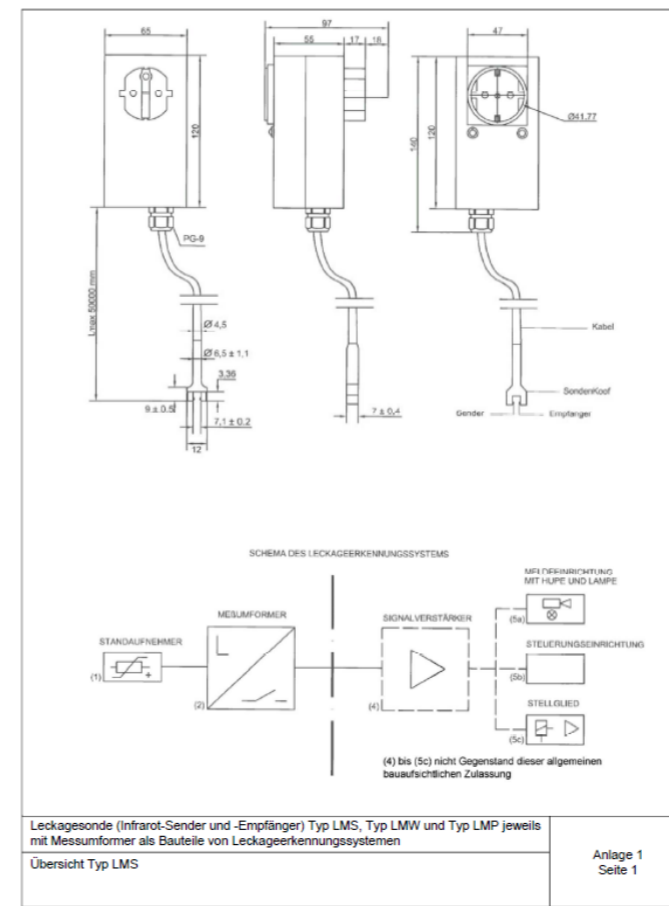 65
97
55
17
18
47
120
140
120
Ø41.77
PG-9
Lmax 50000 mm
Ø 4,5
Ø 6,5 ± 1,1
3,36
9 ± 0.5
7,1 ± 0.2
12
7 ± 0,4
Kabel
SondenKopf
Sender
Empfänger
SCHEMA DES LECKAGEERKENNUNGSSYSTEMS
STANDAUFNEHMER
(1)
+
MEßUMFORMER
(2)
SIGNALVERSTÄRKER
(4)
MELDEEINRICHTUNG
MIT HUPE UND LAMPE
(5a)
STEUERUNGSEINRICHTUNG
(5b)
STELLGLIED
(5c)
(4) bis (5c) nicht Gegenstand dieser allgemeinen
bauaufsichtlichen Zulassung
Leckagesonde (Infrarot-Sender und -Empfänger) Typ LMS, Typ LMW und Typ LMP jeweils
mit Messumformer als Bauteile von Leckageerkennungssystemen
Übersicht Typ LMS
Anlage 1
Seite 1